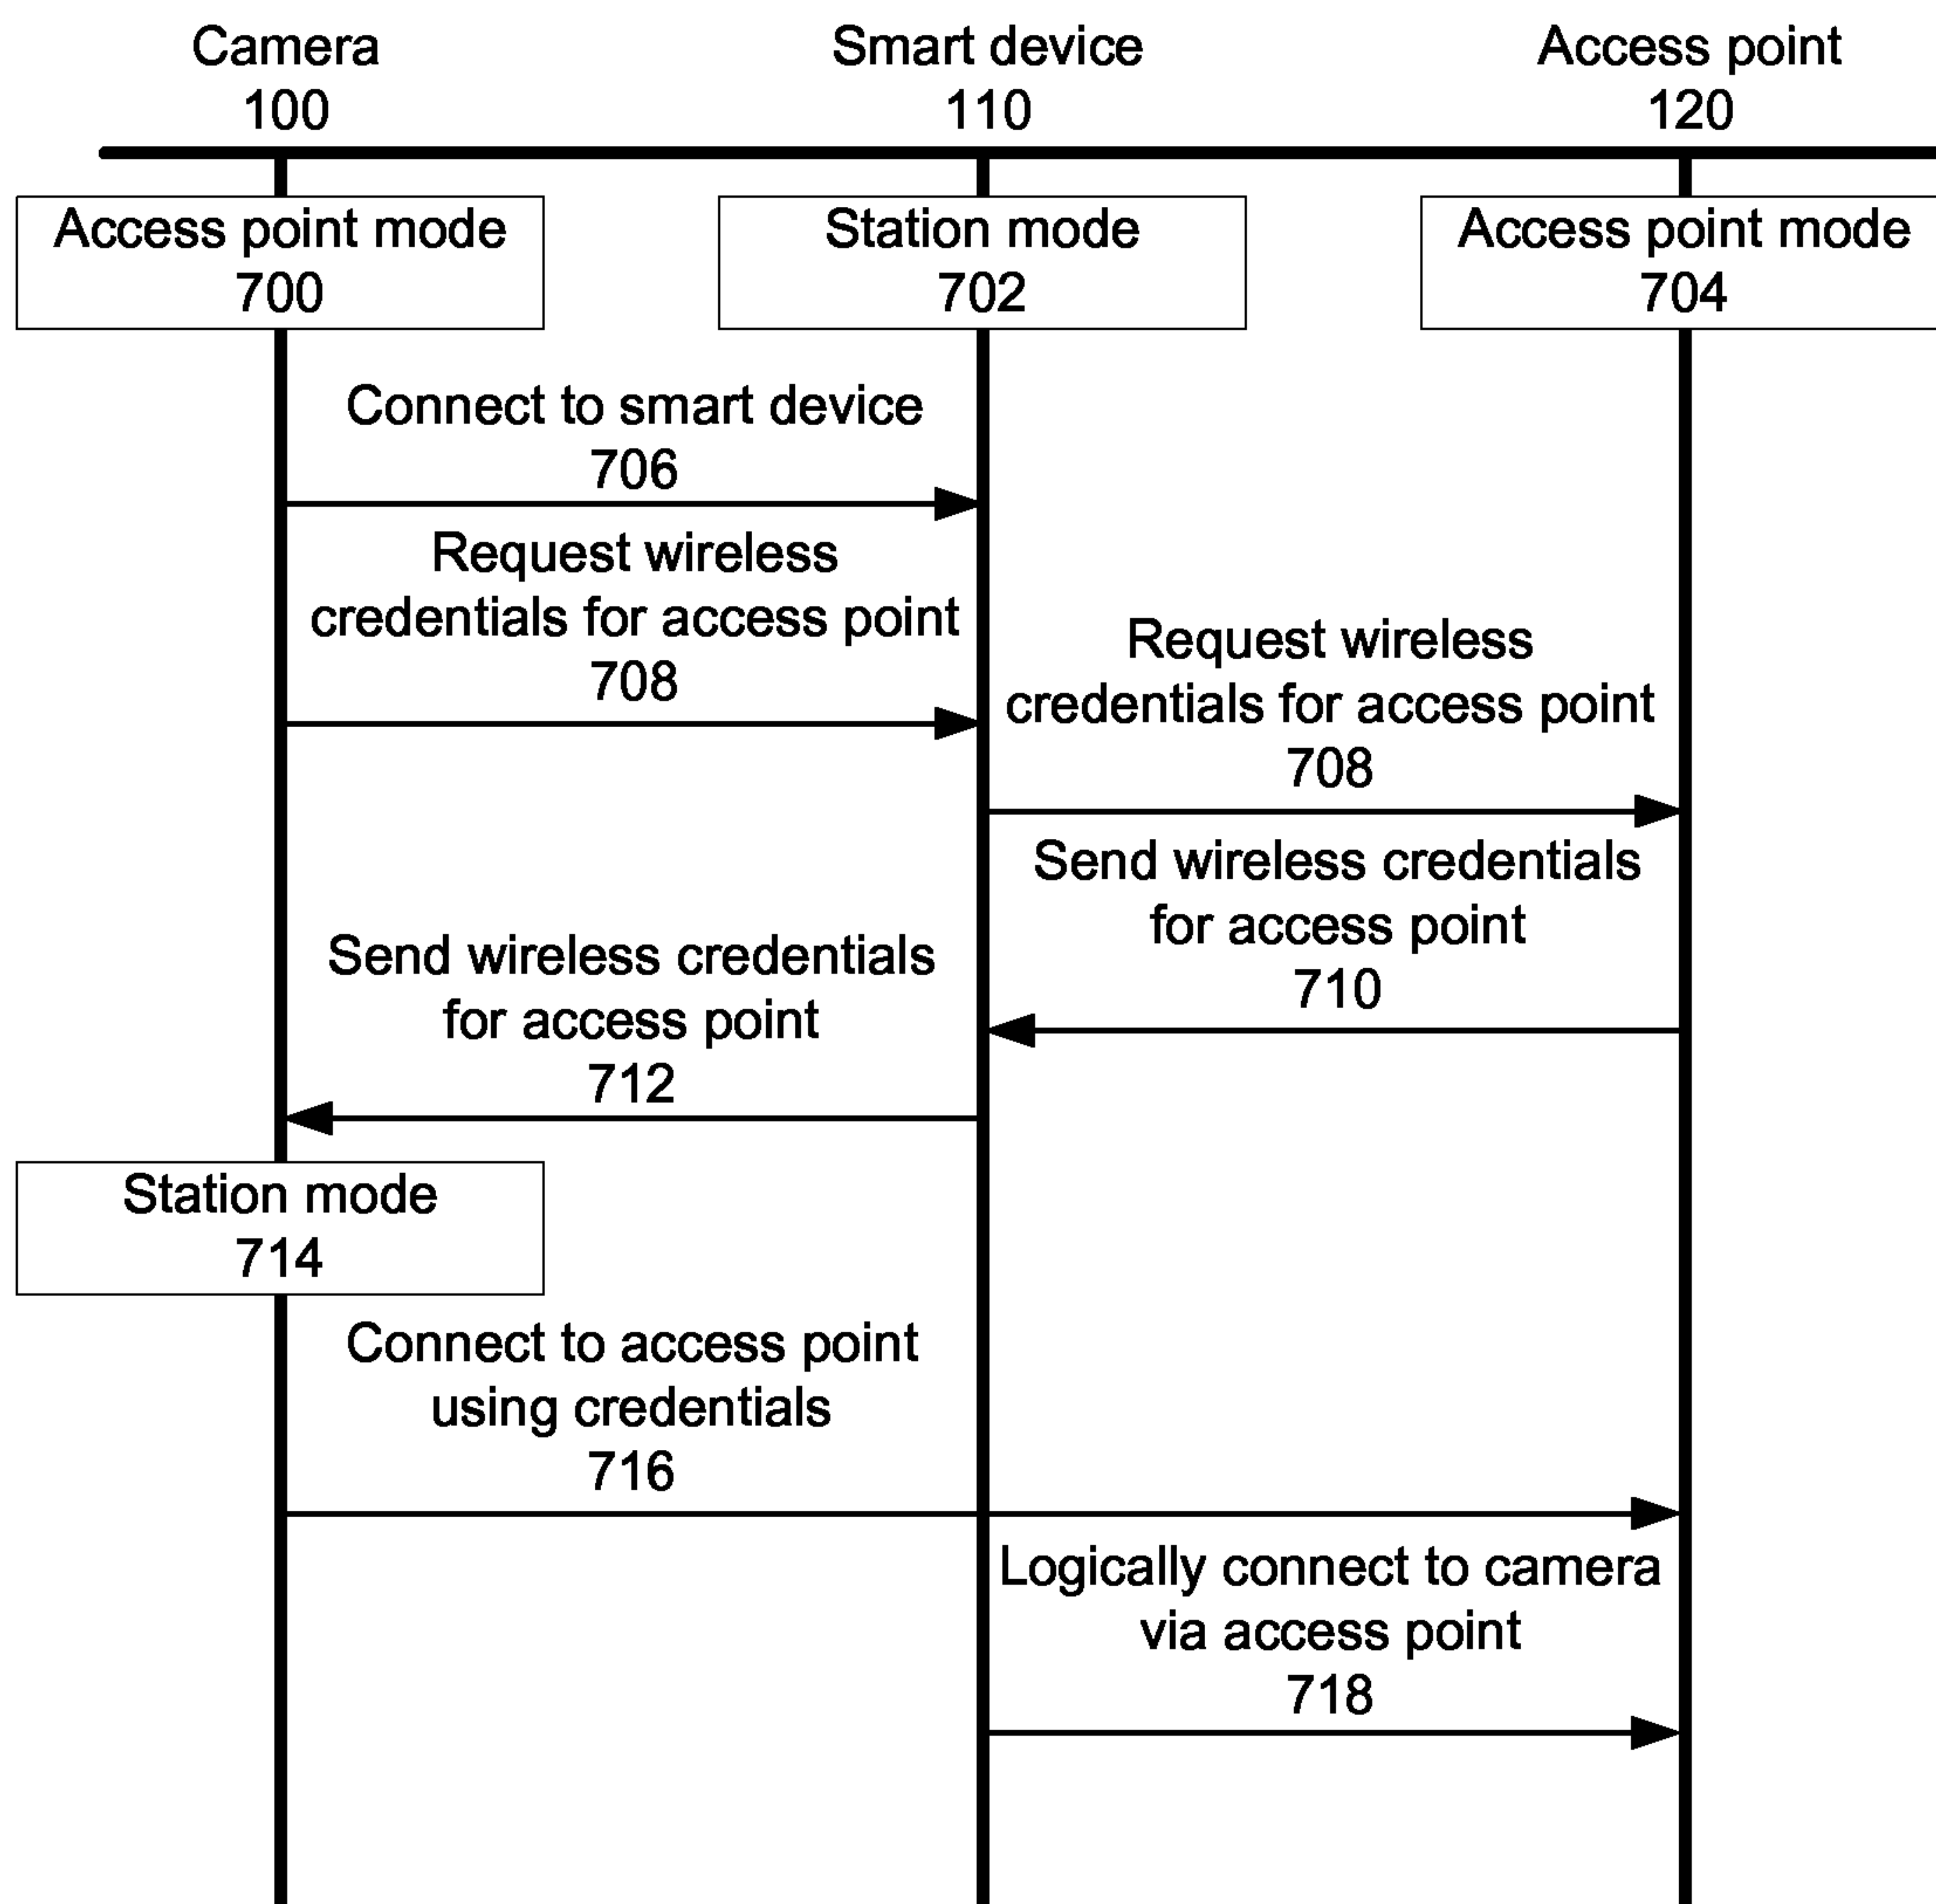 Camera
100
Smart device
110
Access point
120
Access point mode
700
Station mode
702
Access point mode
704
Connect to smart device
706
Request wireless
credentials for access point
708
Request wireless
credentials for access point
708
Send wireless credentials
for access point
710
Send wireless credentials
for access point
712
Station mode
714
Connect to access point
using credentials
716
Logically connect to camera
via access point
718